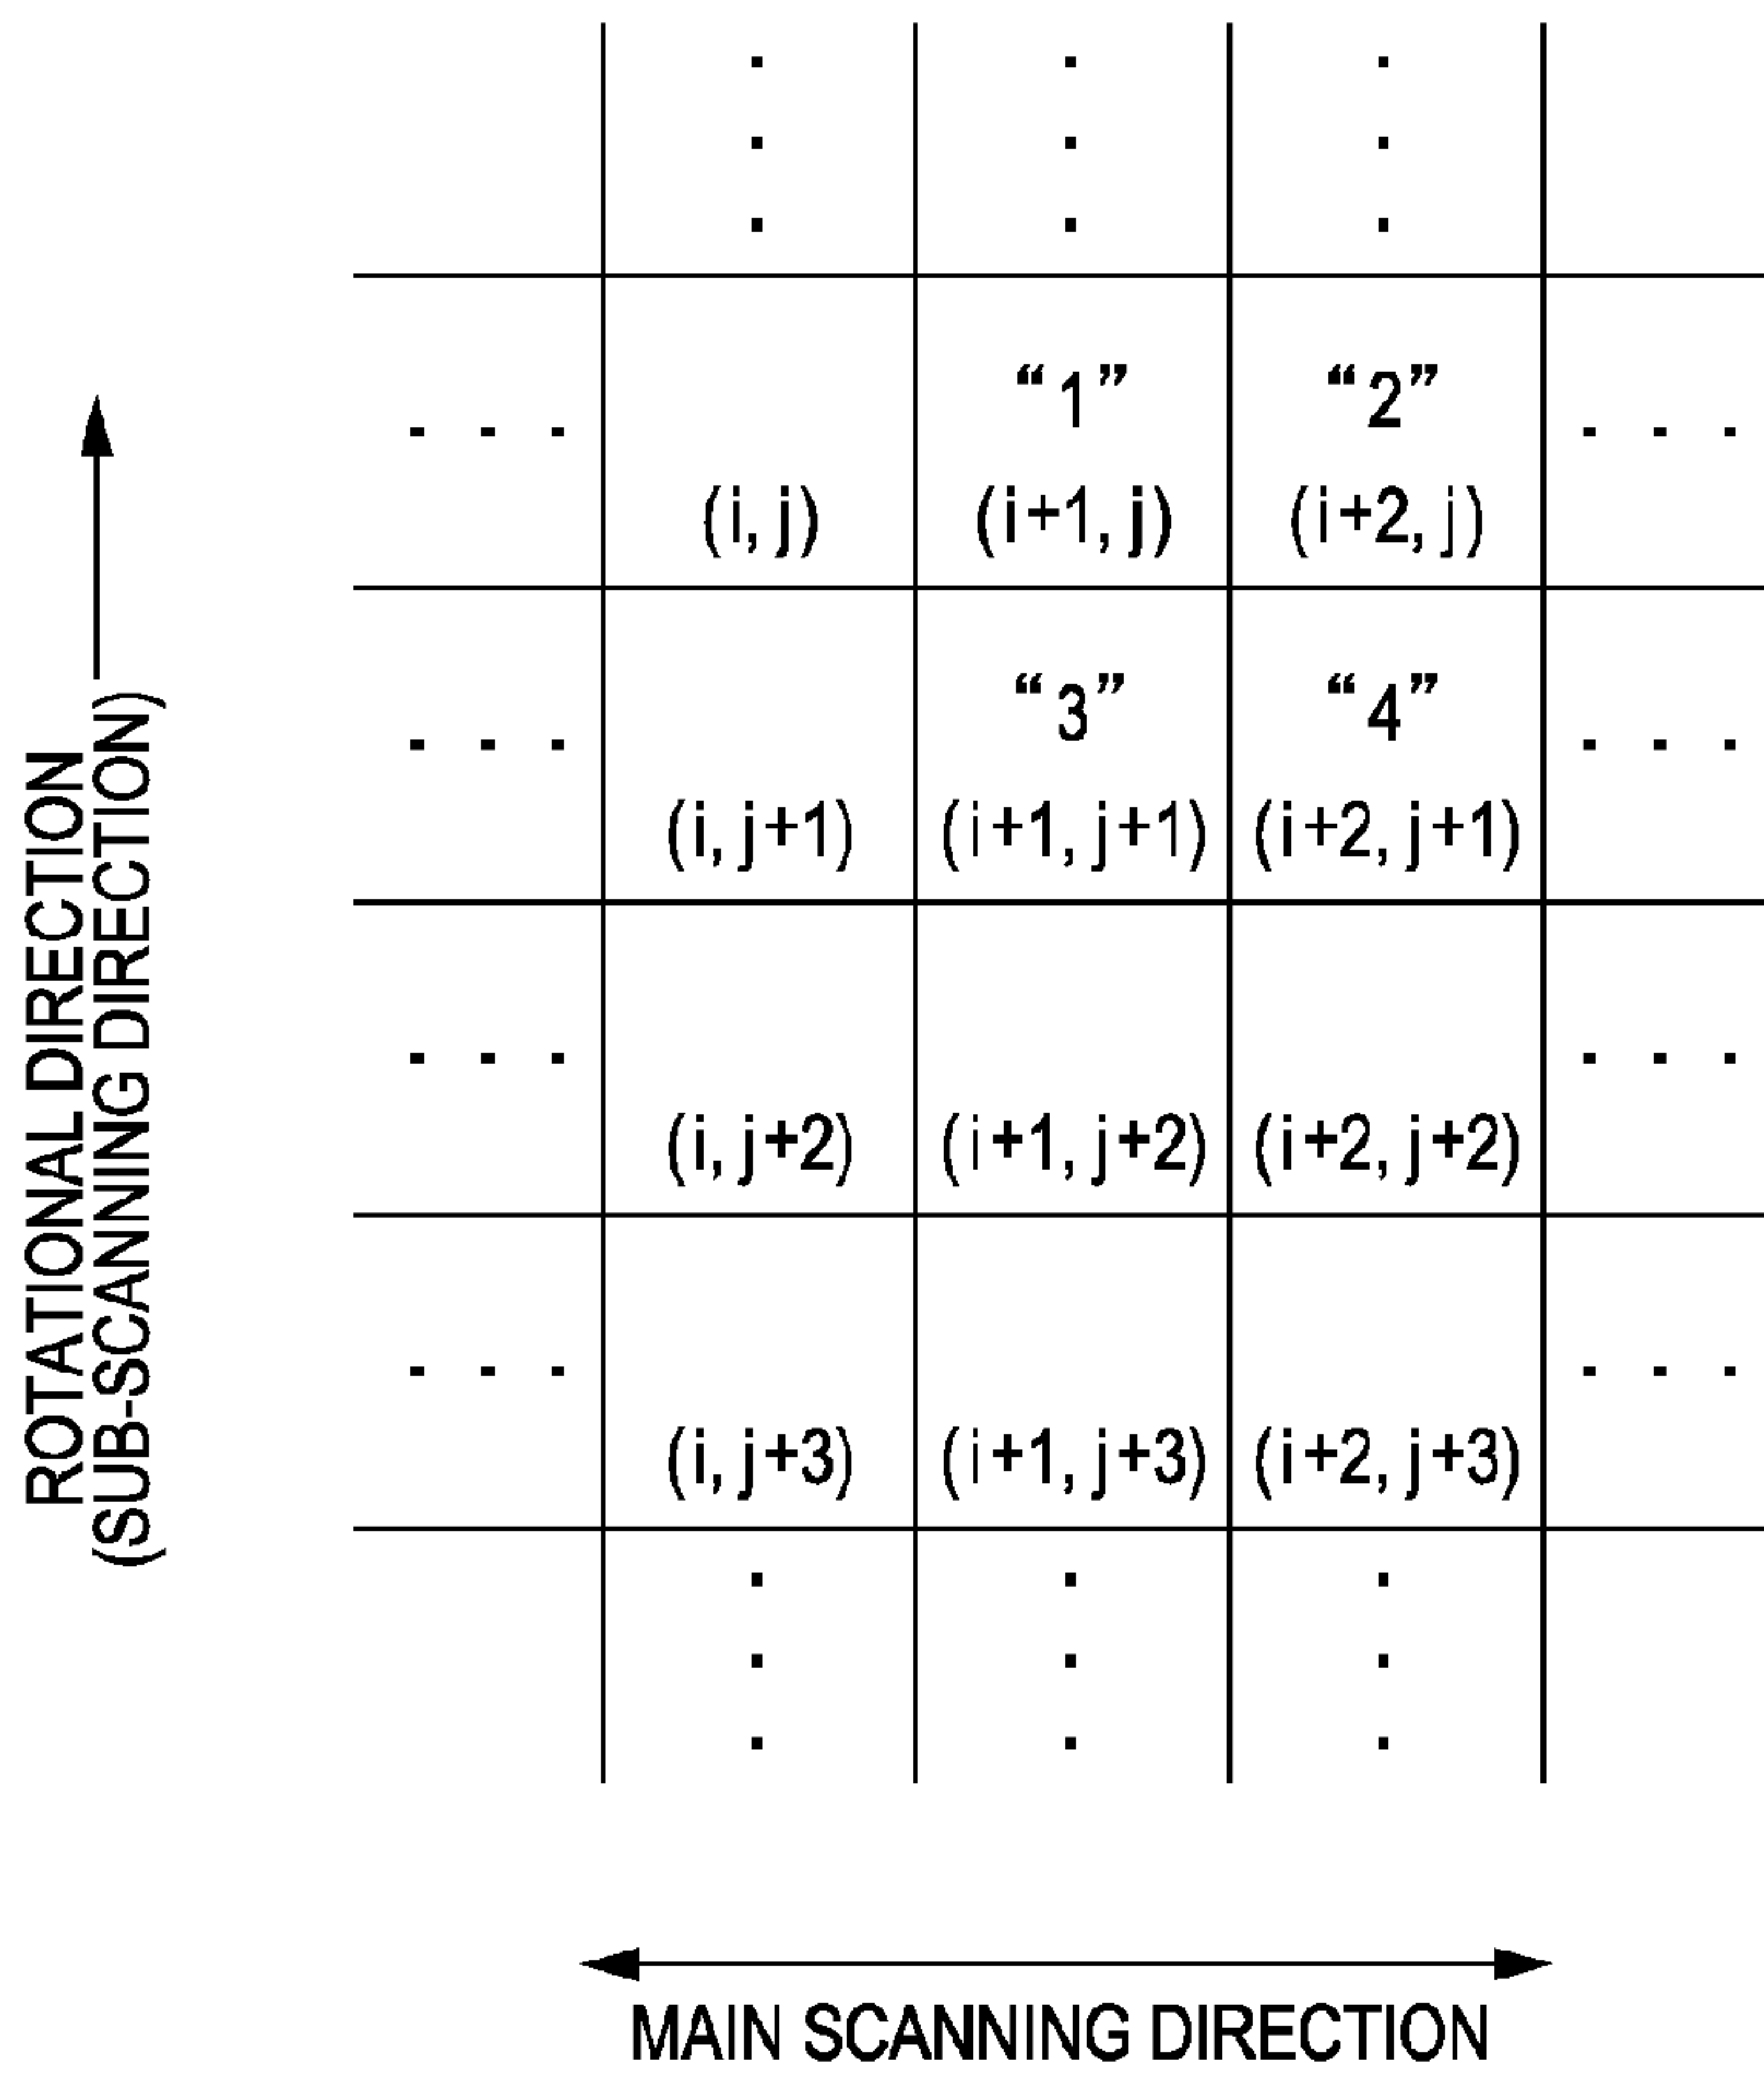 . . .
. . .
. . .
. . . “1” “2” . . .
(i, j) (i+1, j) (i+2, j)
. . . “3” “4” . . .
(i, j+1) (i+1, j+1) (i+2, j+1)
. . . . . .
(i, j+2) (i+1, j+2) (i+2, j+2)
. . . . . .
(i, j+3) (i+1, j+3) (i+2, j+3)
. . .
. . .
. . .
ROTATIONAL DIRECTION
(SUB-SCANNING DIRECTION)
MAIN SCANNING DIRECTION